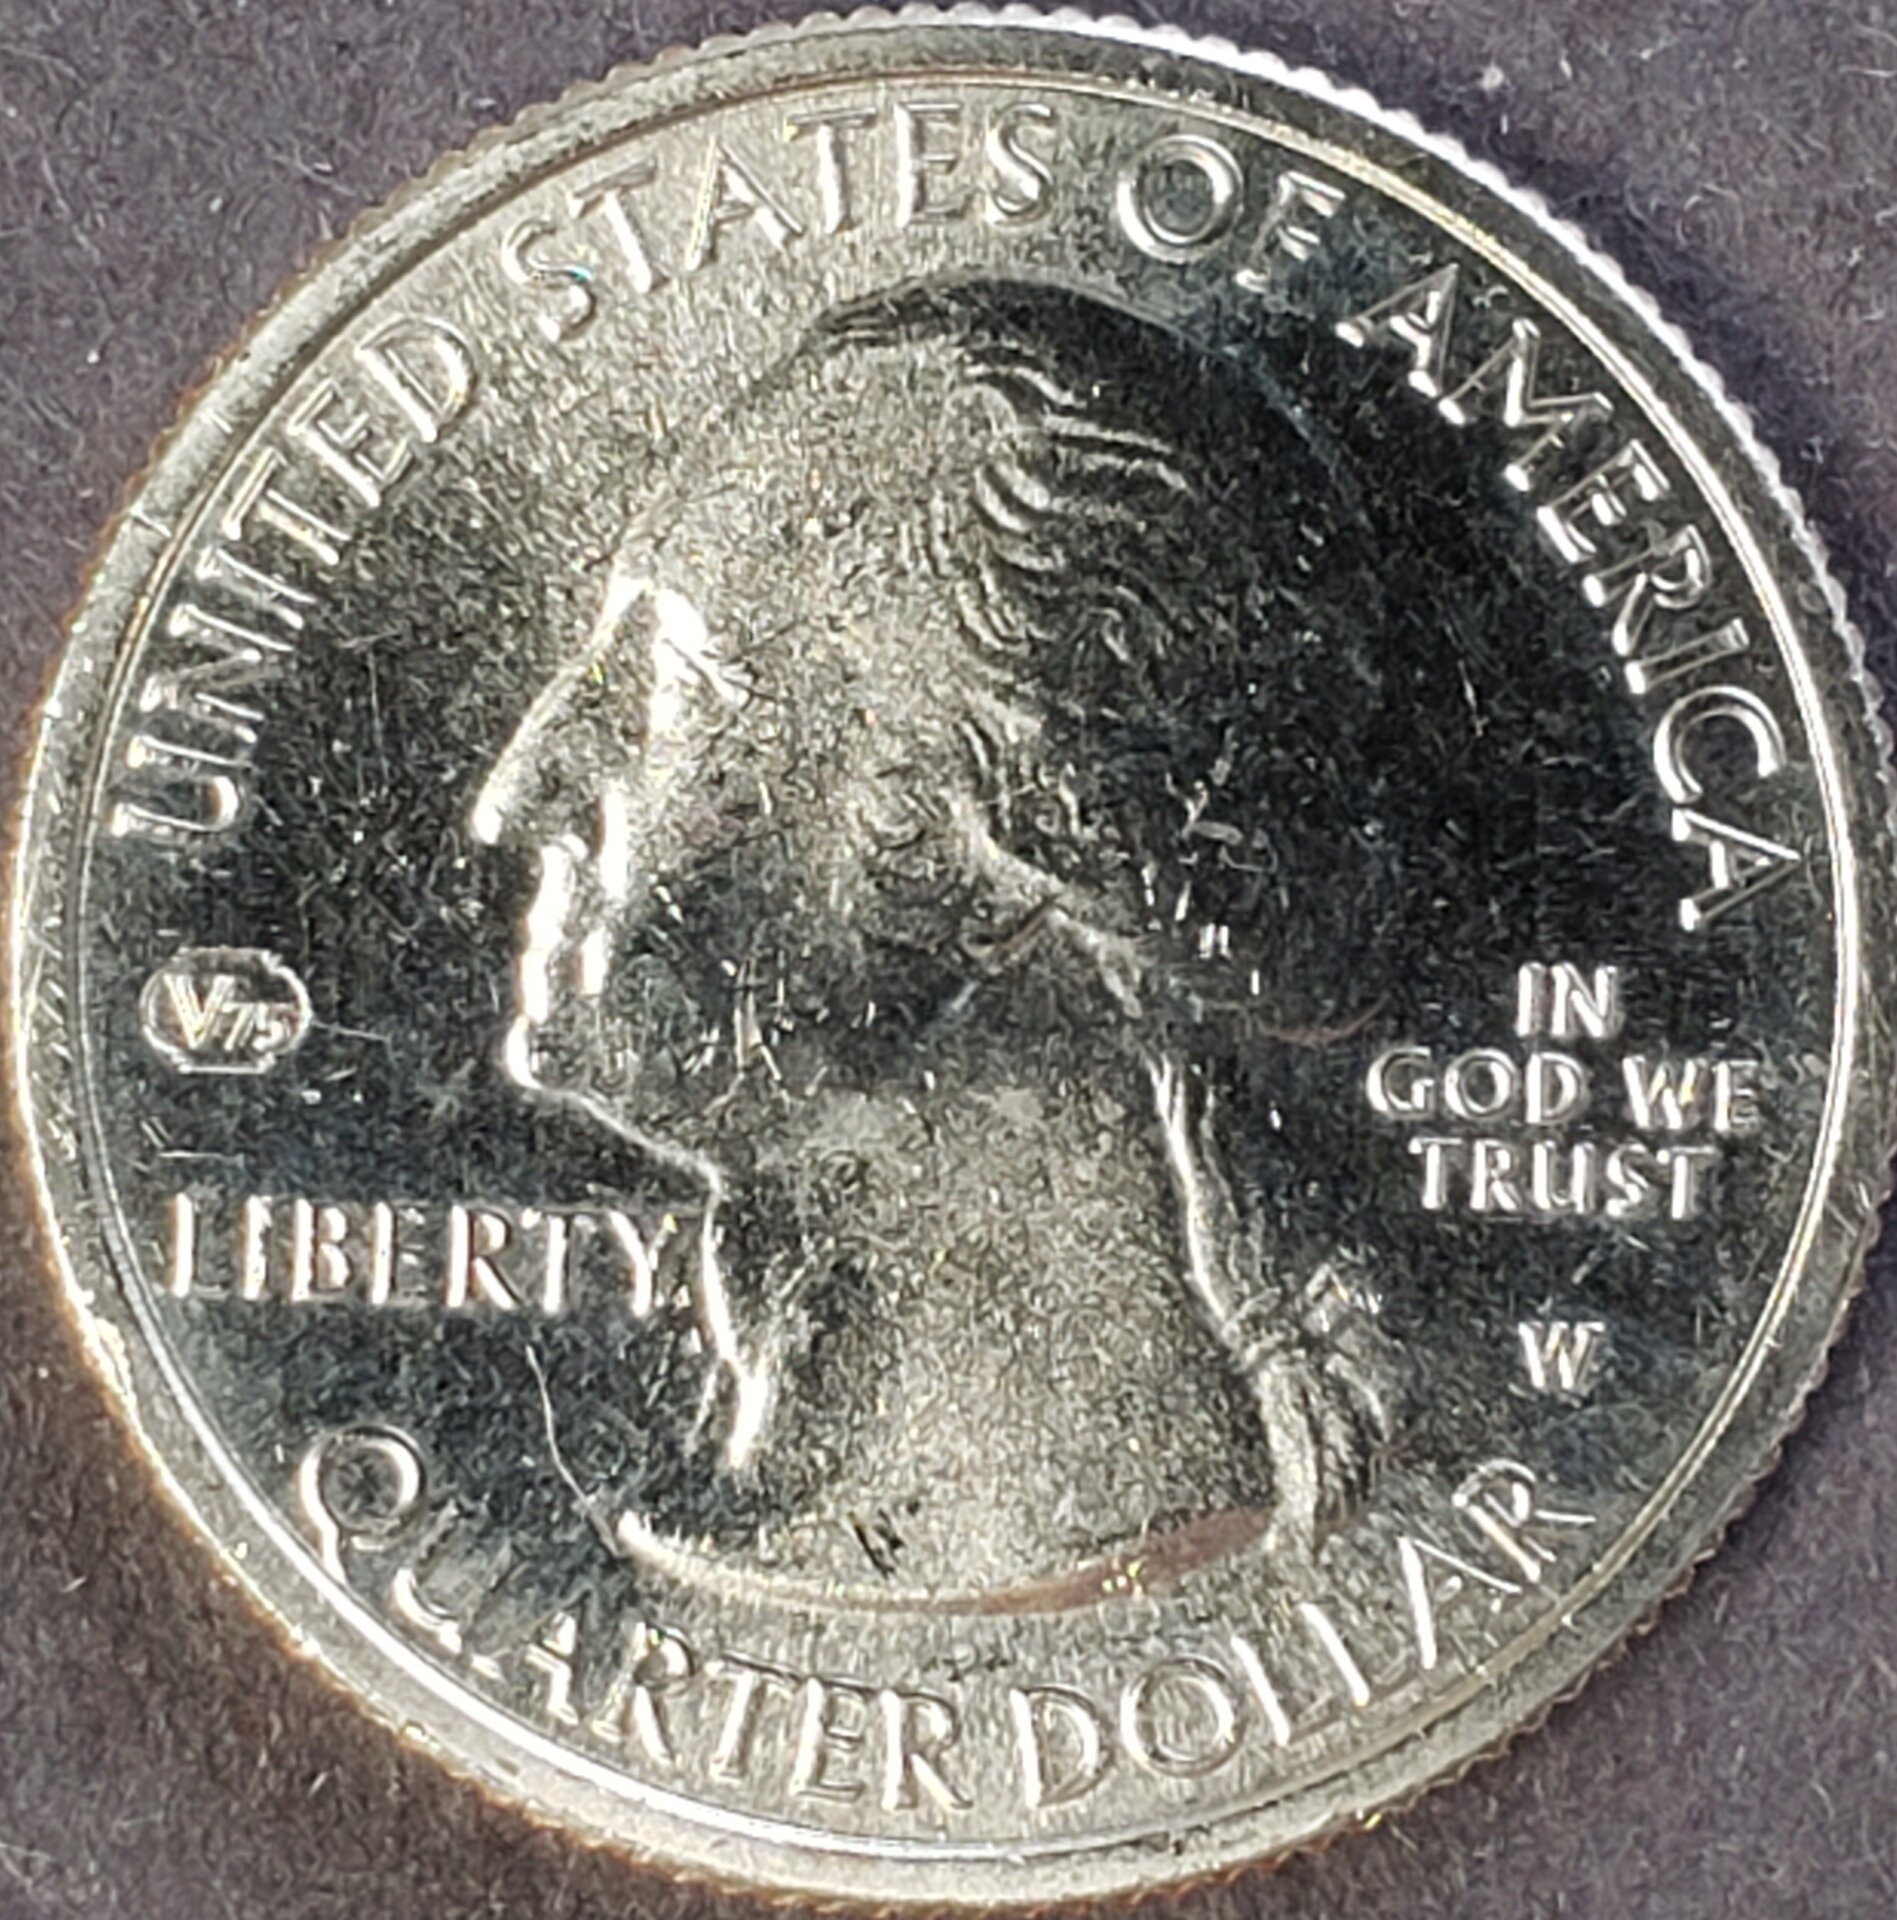 UNITED STATES OF AMERICA
V75
LIBERTY
IN
GOD WE
TRUST
W
QUARTER DOLLAR